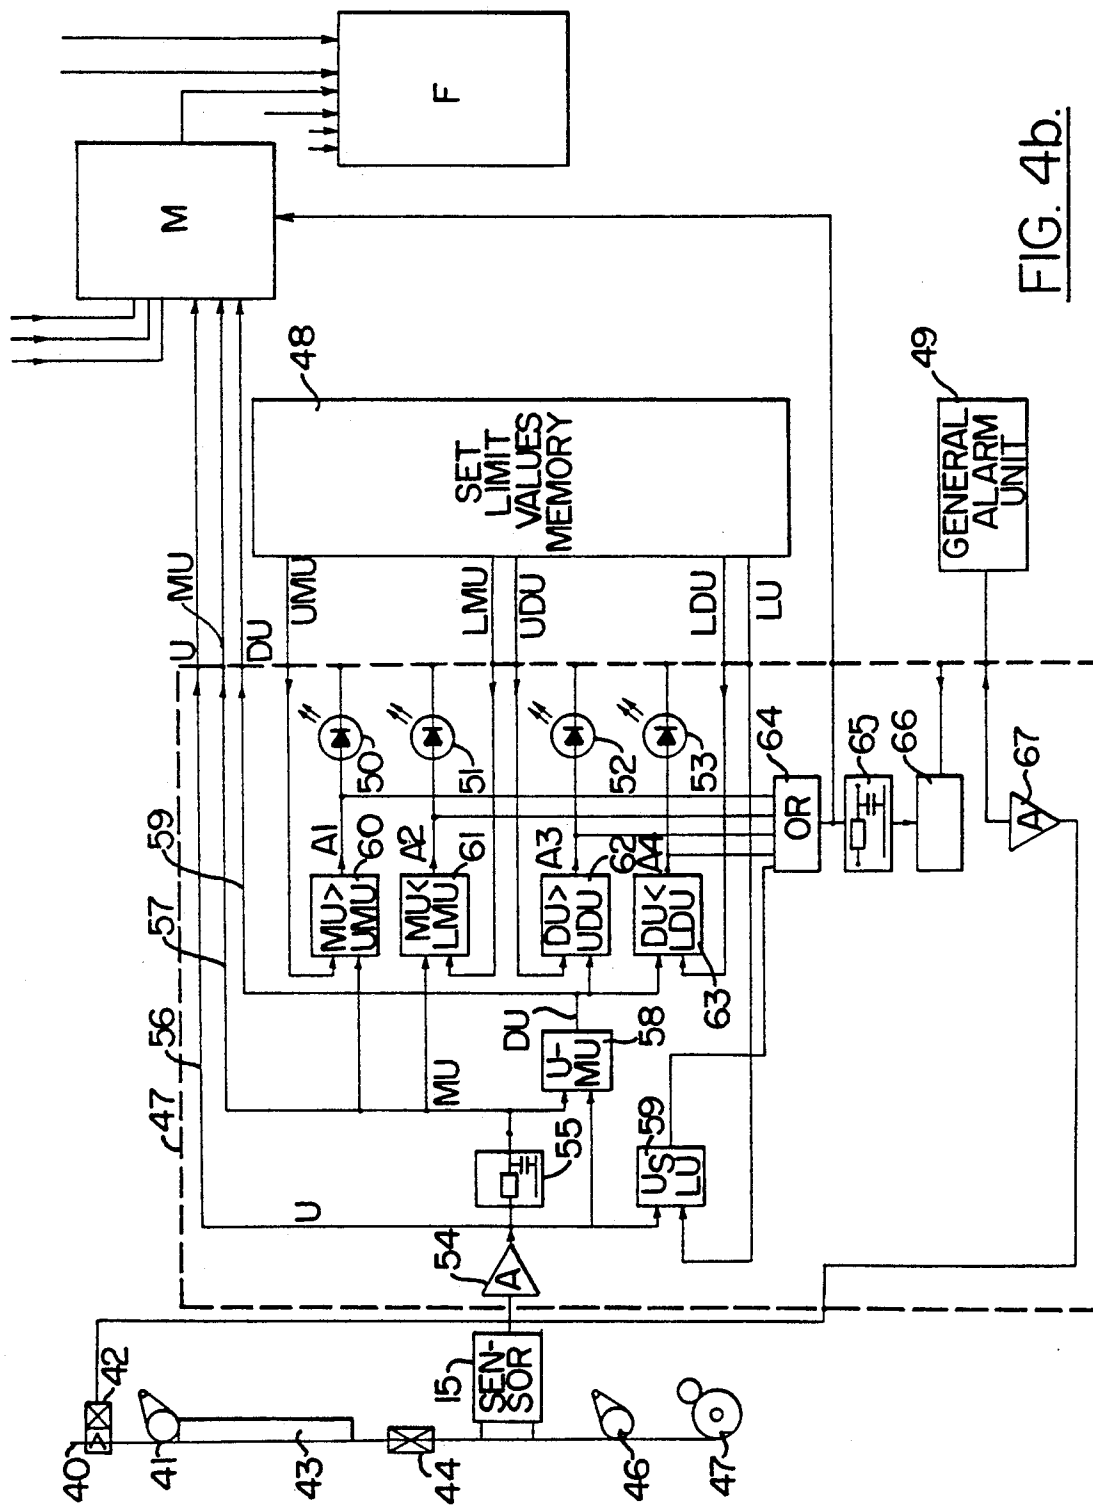 40
42
41
43
44
46
47
15
SEN-
SOR
A
54
U
47
56
57
59
55
MU
U-
MU
58
DU
US
LU
59
MU>
UMU
60
A1
MU<
LMU
61
A2
DU>
UDU
62
A3
DU<
LDU
63
A4
50
51
52
53
OR
64
65
66
A
67
U
MU
DU
UMU
LMU
UDU
LDU
LU
SET
LIMIT
VALUES
MEMORY
48
GENERAL
ALARM
UNIT
49
M
F
FIG. 4b.